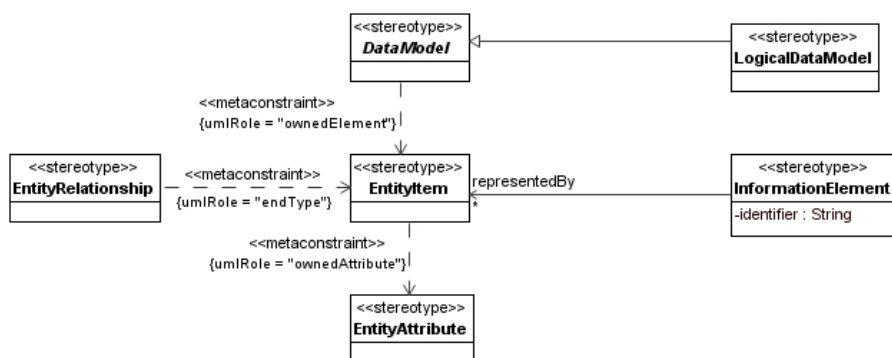 <<stereotype>>
DataModel
<<stereotype>>
LogicalDataModel
<<metaconstraint>>
{umlRole = "ownedElement"}
<<stereotype>>
EntityRelationship
<<metaconstraint>>
{umlRole = "endType"}
<<stereotype>>
EntityItem
representedBy
*
<<stereotype>>
InformationElement
-identifier : String
<<metaconstraint>>
{umlRole = "ownedAttribute"}
<<stereotype>>
EntityAttribute